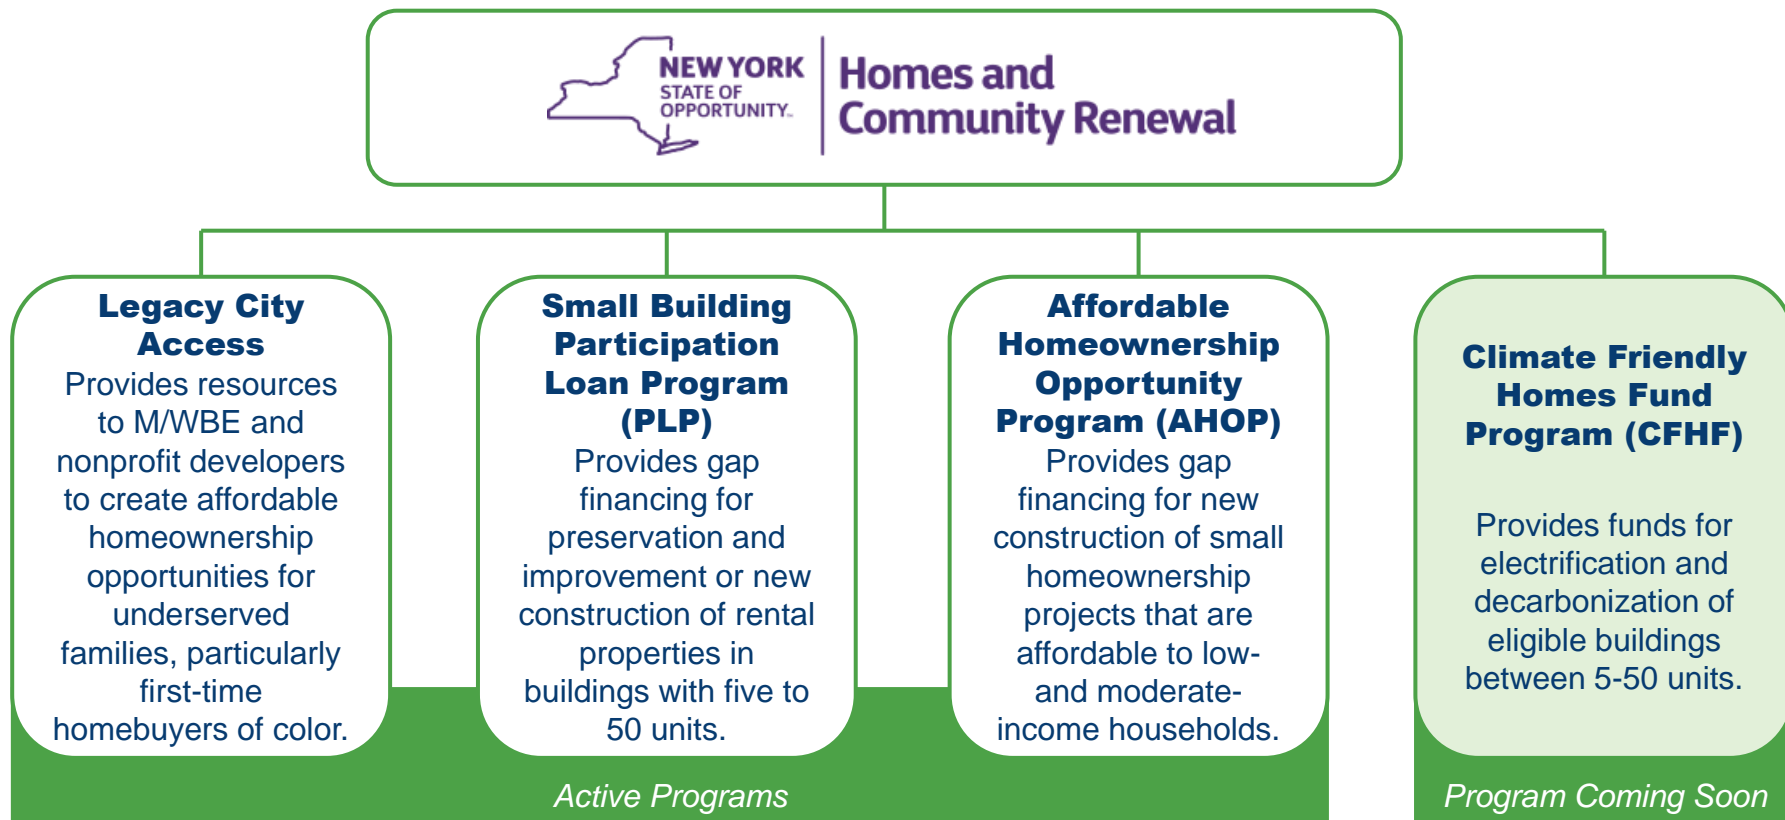 NEW YORK
STATE OF
OPPORTUNITY™
Homes and
Community Renewal
Legacy City
Access
Provides resources
to M/WBE and
nonprofit developers
to create affordable
homeownership
opportunities for
underserved
families, particularly
first-time
homebuyers of color.
Small Building
Participation
Loan Program
(PLP)
Provides gap
financing for
preservation and
improvement or new
construction of rental
properties in
buildings with five to
50 units.
Affordable
Homeownership
Opportunity
Program (AHOP)
Provides gap
financing for new
construction of small
homeownership
projects that are
affordable to low-
and moderate-
income households.
Climate Friendly
Homes Fund
Program (CFHF)
Provides funds for
electrification and
decarbonization of
eligible buildings
between 5-50 units.
Active Programs
Program Coming Soon